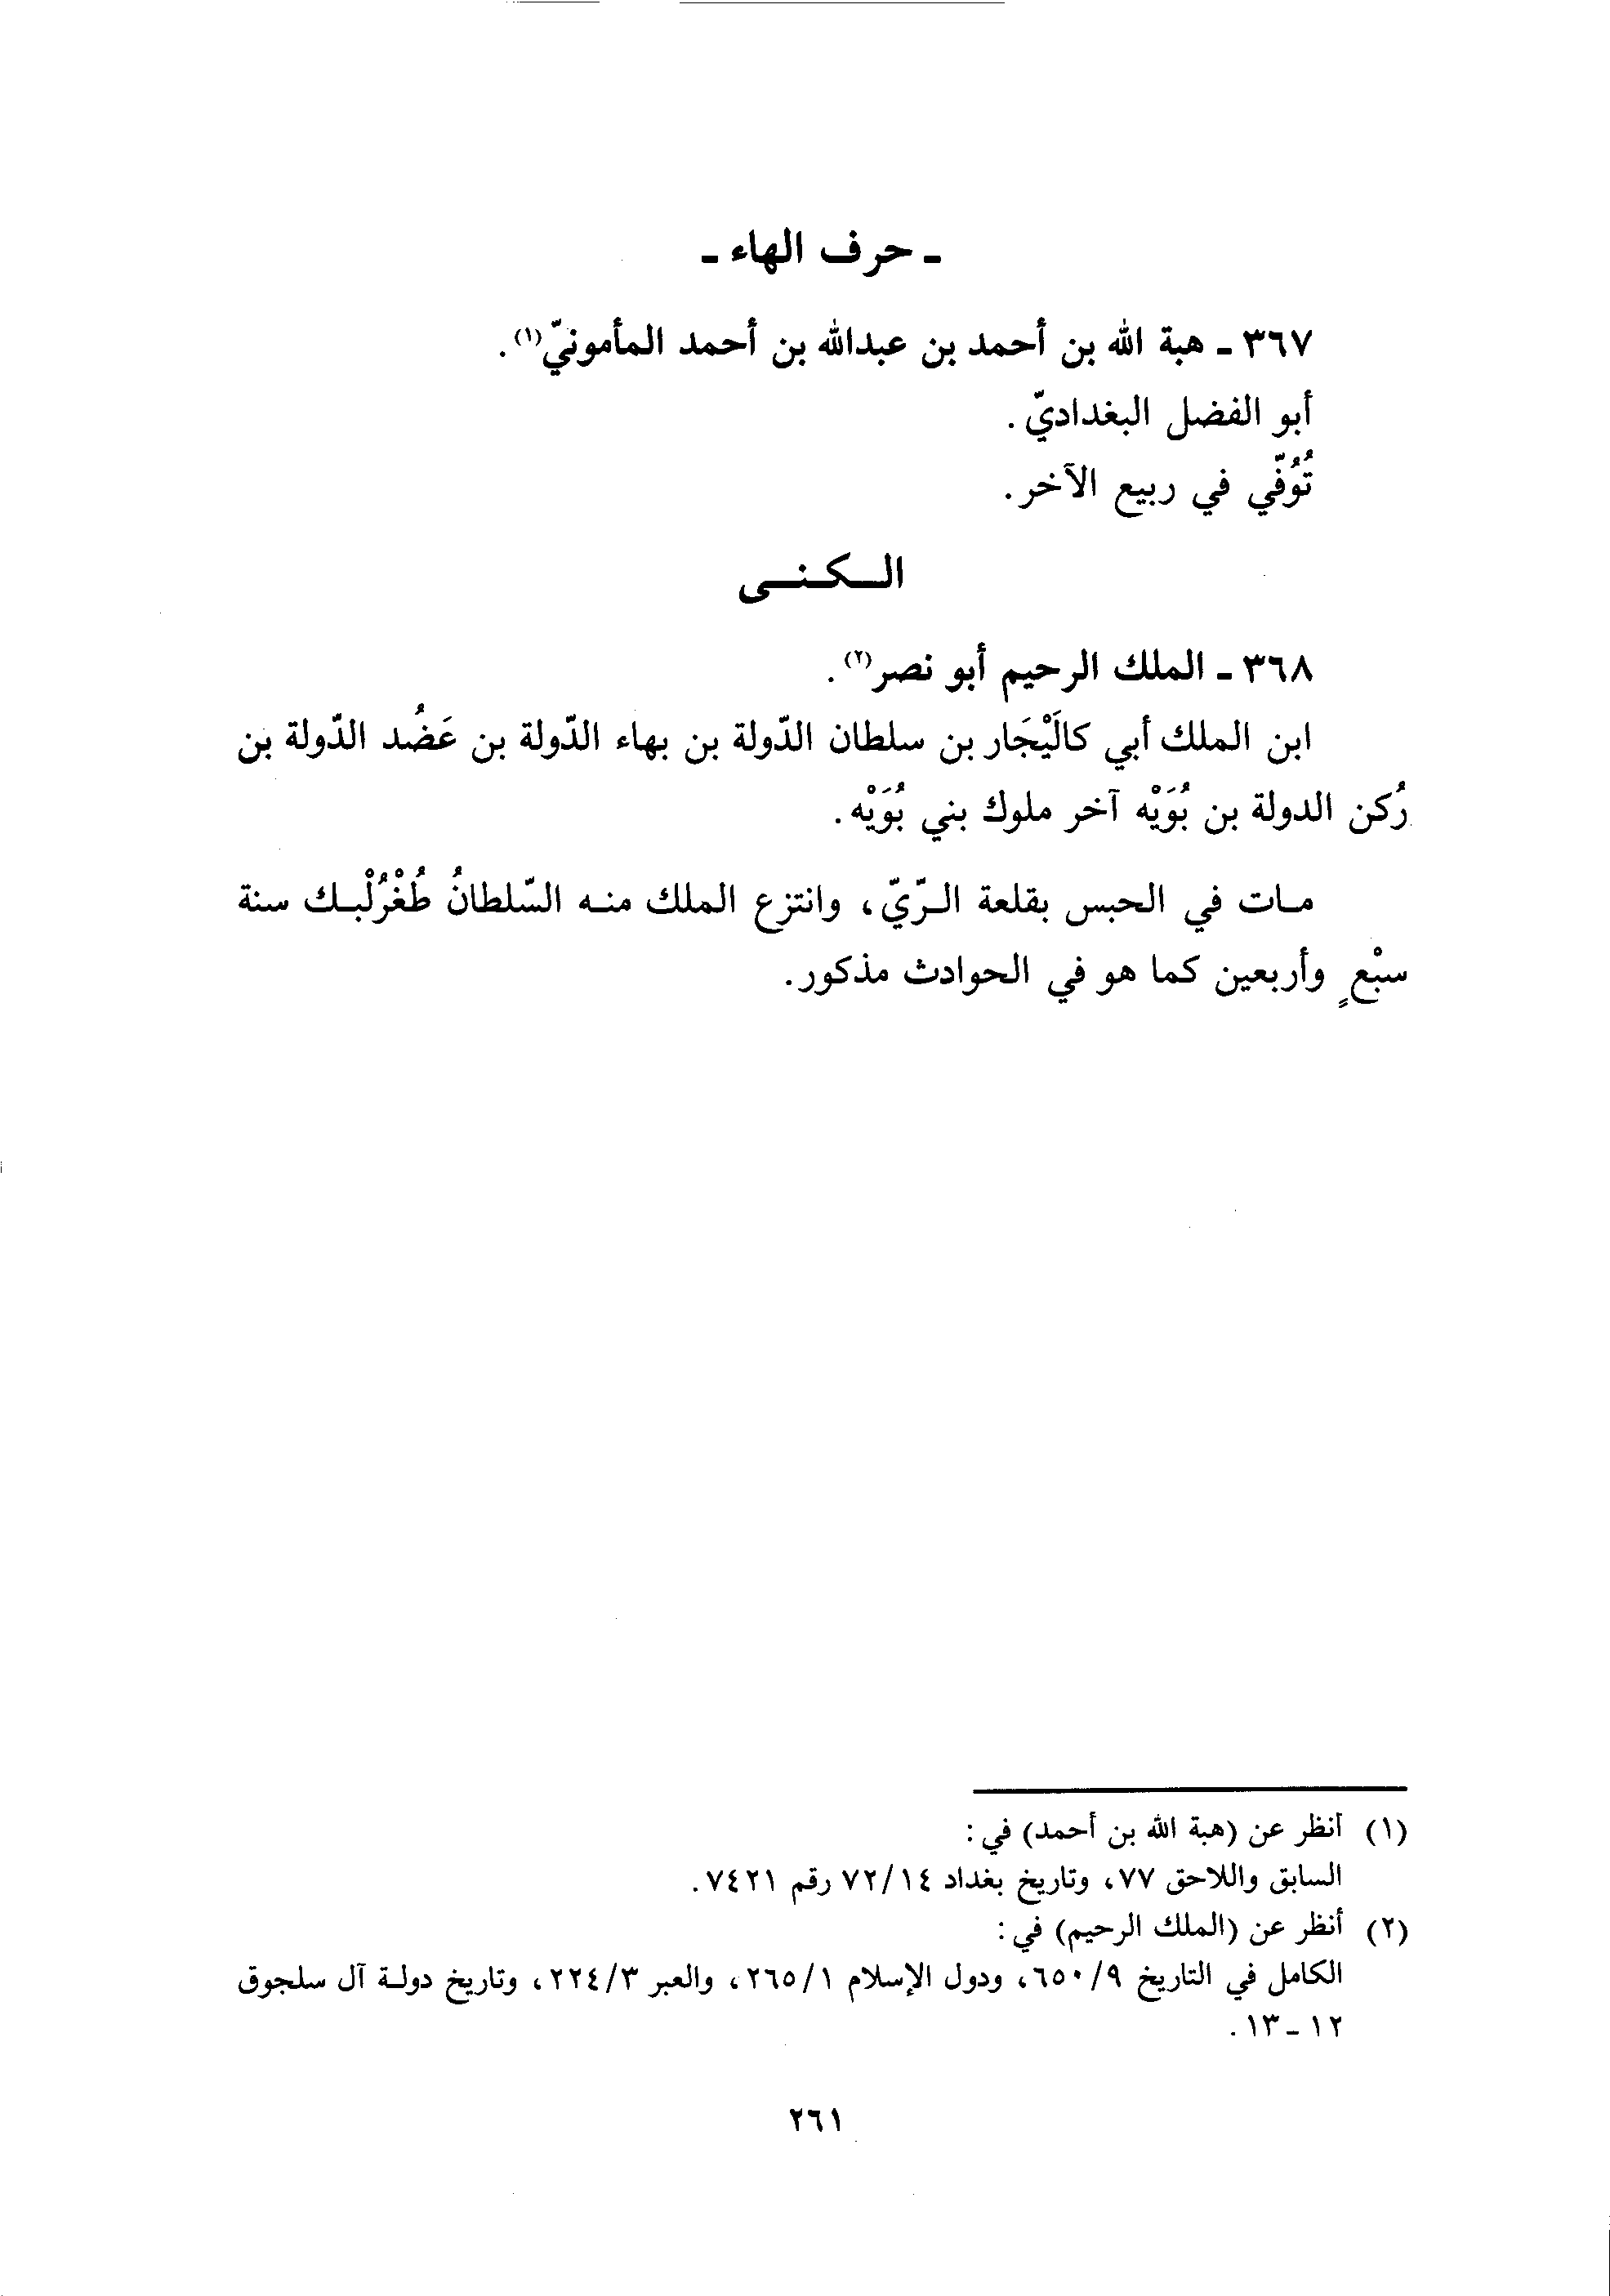 ـ حرف الهاء ـ
٣٦٧ ـ هبة الله بن أحمد بن عبدالله بن أحمد المأمونيّ(١).
أبو الفضل البغداديّ.
تُوُفّي في ربيع الآخر.
الـكـنـى
٣٦٨ ـ الملك الرحيم أبو نصر(٢).
ابن الملك أبي كالَيْجَار بن سلطان الدّولة بن بهاء الدّولة بن عَضُد الدّولة بن
رُكن الدولة بن بُوَيْه آخر ملوك بني بُوَيْه.
مـات في الحبس بقلعة الـرّيّ، وانتزع الملك منـه السّلطانُ طُغْرُلْبـك سنة
سبْعٍ وأربعين كما هو في الحوادث مذكور.
(١) أنظر عن (هبة الله بن أحمد) في:
السابق واللاحق ٧٧، وتاريخ بغداد ٧٢/١٤ رقم ٧٤٢١.
(٢) أنظر عن (الملك الرحيم) في:
الكامل في التاريخ ٦٥٠/٩، ودول الإسلام ٢٦٥/١، والعبر ٢٢٤/٣، وتاريخ دولـة آل سلجوق
١٢ ـ ١٣.
٢٦١